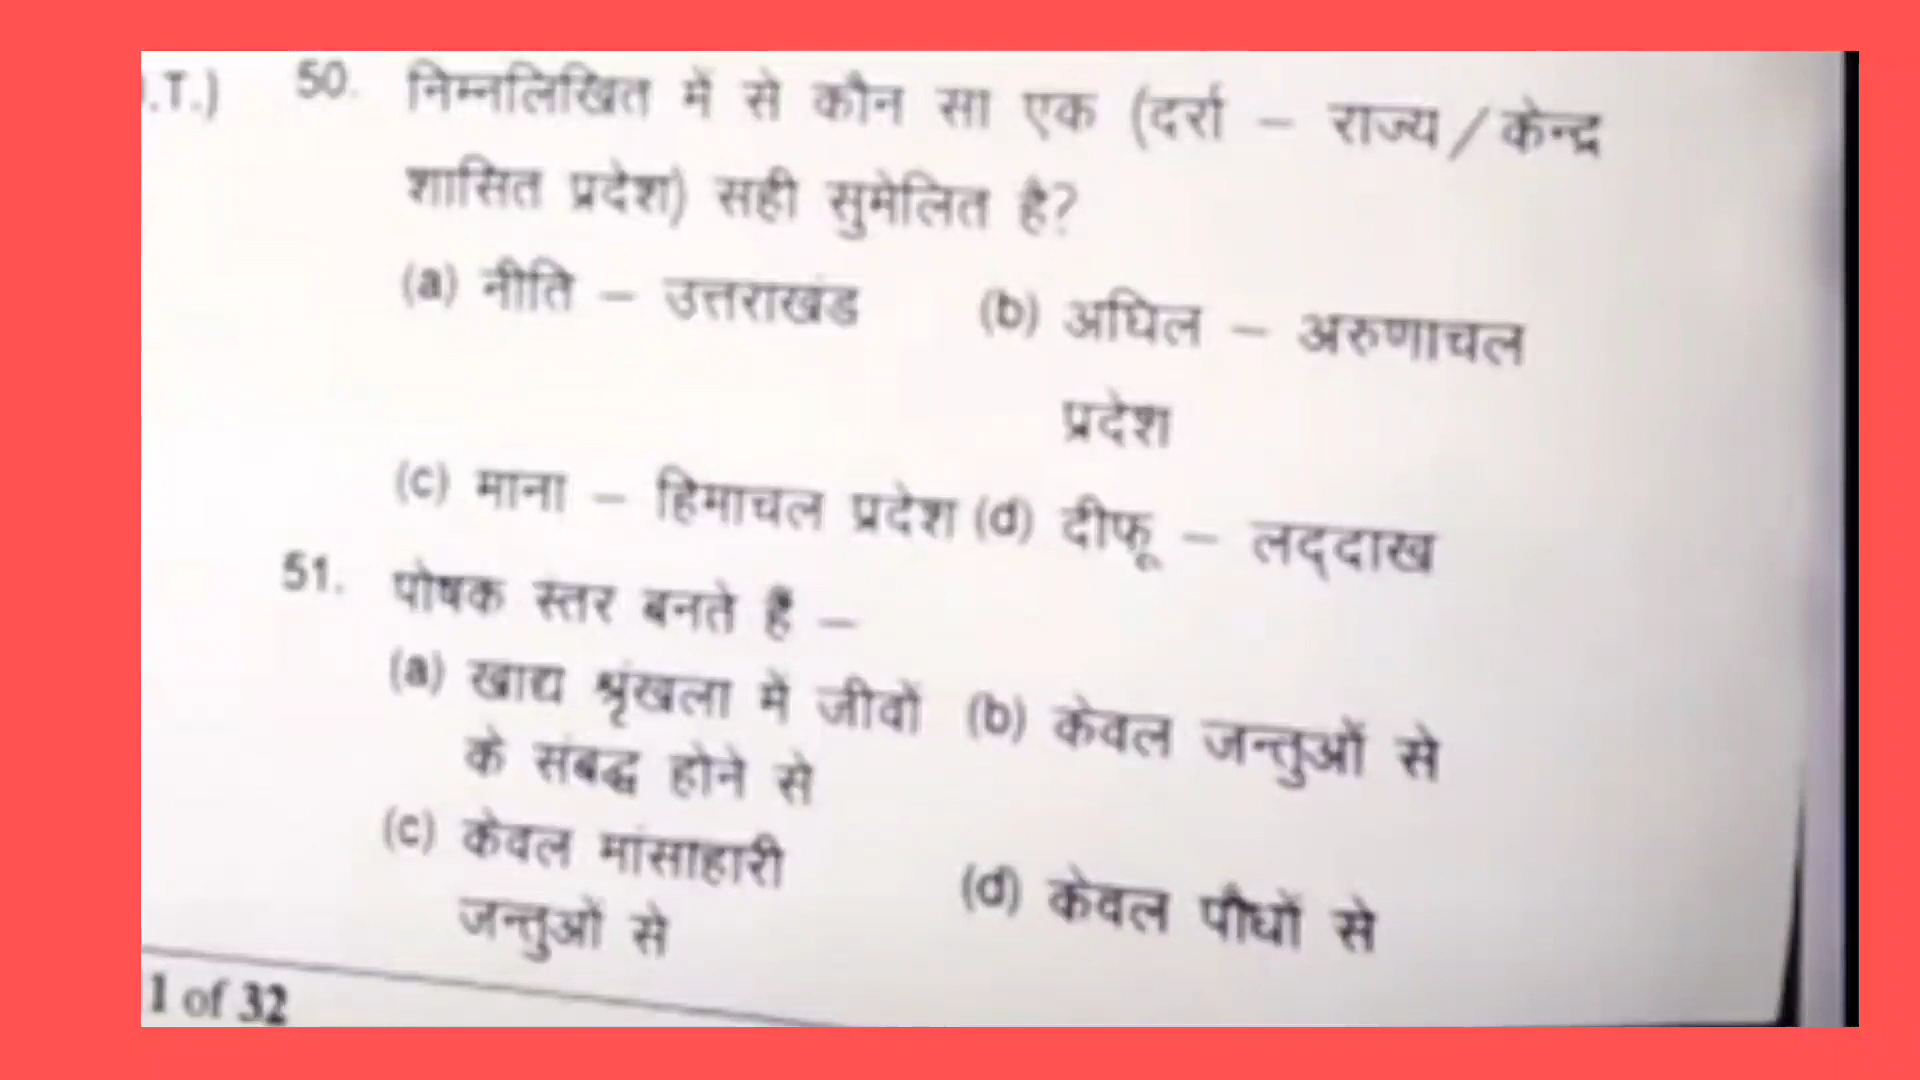 .T.)
50. निम्नलिखित में से कौन सा एक (दर्रा – राज्य / केन्द्र
शासित प्रदेश) सही सुमेलित है?
(a) नीति – उत्तराखंड (b) अघिल – अरुणाचल
प्रदेश
(c) माना – हिमाचल प्रदेश (d) दीफू – लद्दाख
51. पोषक स्तर बनते हैं –
(a) खाद्य श्रृंखला में जीवों (b) केवल जन्तुओं से
के संबद्ध होने से
(c) केवल मांसाहारी
जन्तुओं से (d) केवल पौधों से
1 of 32